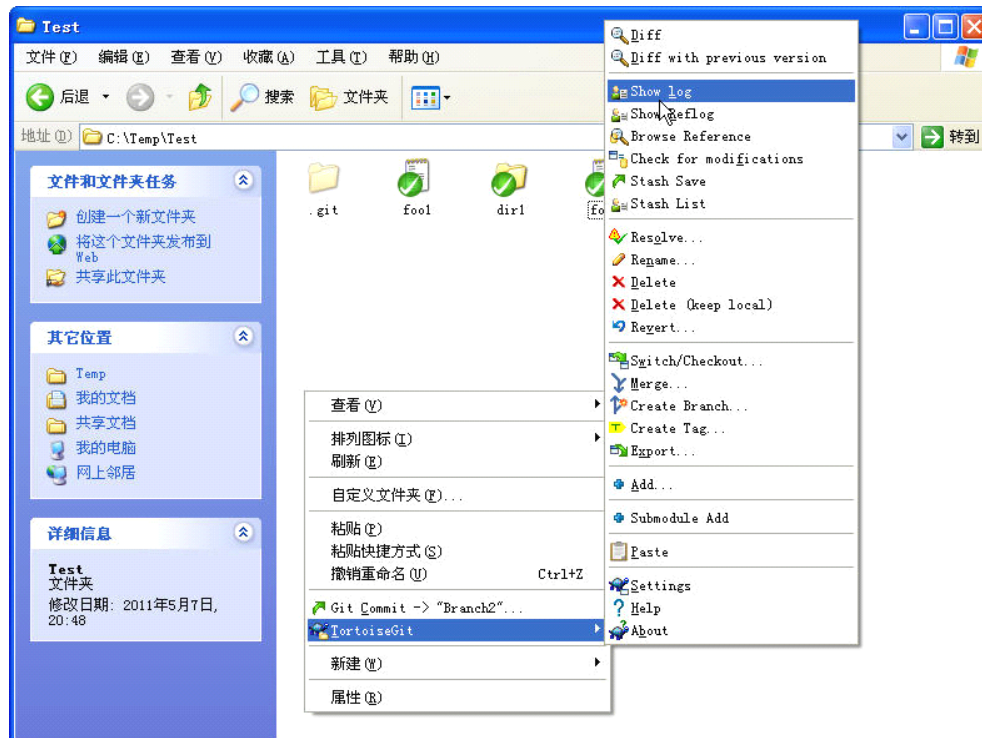 Test
文件(F) 编辑(E) 查看(V) 收藏(A) 工具(T) 帮助(H)
后退 搜索 文件夹
地址(D) C:\Temp\Test 转到
文件和文件夹任务
创建一个新文件夹
将这个文件夹发布到
Web
共享此文件夹
其它位置
Temp
我的文档
共享文档
我的电脑
网上邻居
详细信息
Test
文件夹
修改日期: 2011年5月7日,
20:48
.git foo1 dir1
查看(V)
排列图标(I)
刷新(E)
自定义文件夹(F)...
粘贴(P)
粘贴快捷方式(S)
撤销重命名(U) Ctrl+Z
Git Commit -> "Branch2"...
TortoiseGit
新建(W)
属性(R)
Diff
Diff with previous version
Show log
Show Reflog
Browse Reference
Check for modifications
Stash Save
Stash List
Resolve...
Rename...
Delete
Delete (keep local)
Revert...
Switch/Checkout...
Merge...
Create Branch...
Create Tag...
Export...
Add...
Submodule Add
Paste
Settings
Help
About